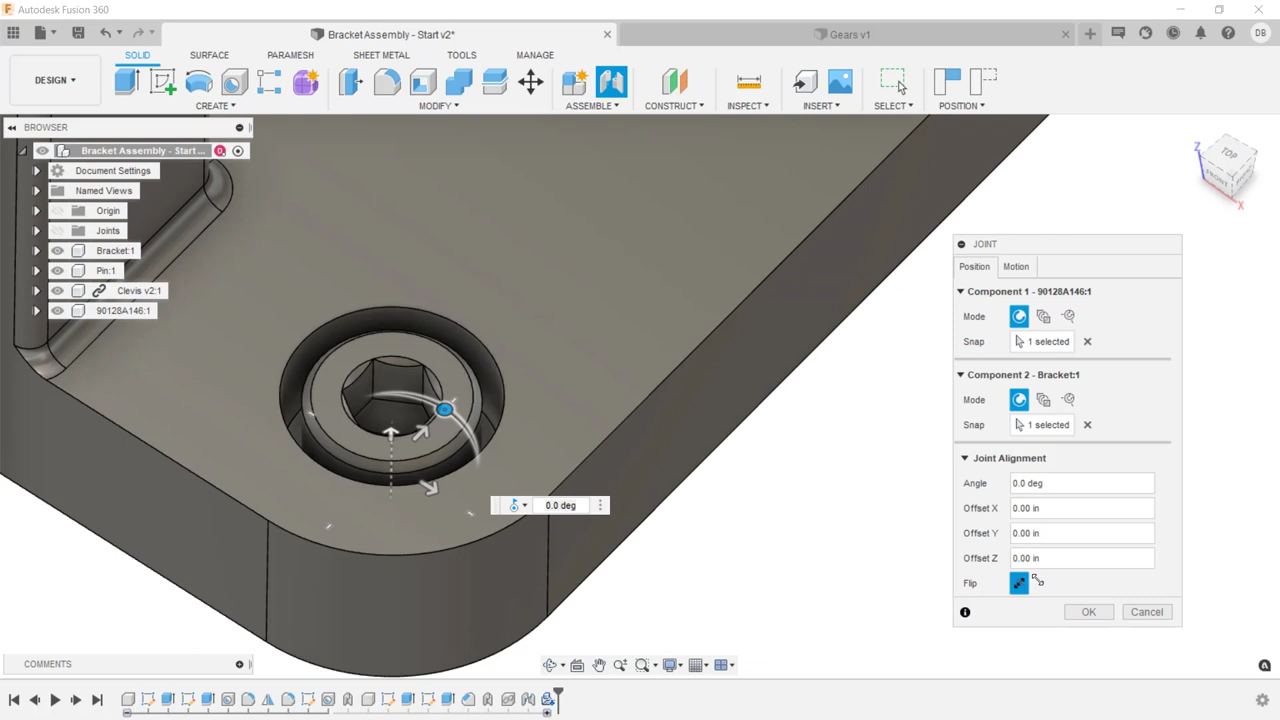 Autodesk Fusion 360
Bracket Assembly - Start v2*
Gears v1
DB
SOLID
SURFACE
PARAMESH
SHEET METAL
TOOLS
MANAGE
DESIGN
CREATE
MODIFY
ASSEMBLE
CONSTRUCT
INSPECT
INSERT
SELECT
POSITION
BROWSER
Bracket Assembly - Start ...
D
Document Settings
Named Views
Origin
Joints
Bracket:1
Pin:1
Clevis v2:1
90128A146:1
TOP
FRONT
Z
X
0.0 deg
JOINT
Position
Motion
Component 1 - 90128A146:1
Mode
Snap
1 selected
Component 2 - Bracket:1
Mode
Snap
1 selected
Joint Alignment
Angle
0.0 deg
Offset X
0.00 in
Offset Y
0.00 in
Offset Z
0.00 in
Flip
OK
Cancel
COMMENTS